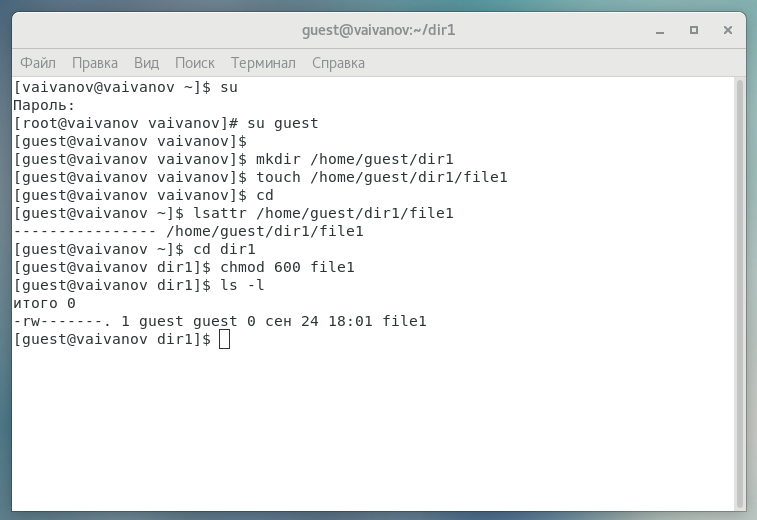 guest@vaivanov:~/dir1
Файл Правка Вид Поиск Терминал Справка
[vaivanov@vaivanov ~]$ su
Пароль:
[root@vaivanov vaivanov]# su guest
[guest@vaivanov vaivanov]$
[guest@vaivanov vaivanov]$ mkdir /home/guest/dir1
[guest@vaivanov vaivanov]$ touch /home/guest/dir1/file1
[guest@vaivanov vaivanov]$ cd
[guest@vaivanov ~]$ lsattr /home/guest/dir1/file1
---------------- /home/guest/dir1/file1
[guest@vaivanov ~]$ cd dir1
[guest@vaivanov dir1]$ chmod 600 file1
[guest@vaivanov dir1]$ ls -l
итого 0
-rw-------. 1 guest guest 0 сен 24 18:01 file1
[guest@vaivanov dir1]$